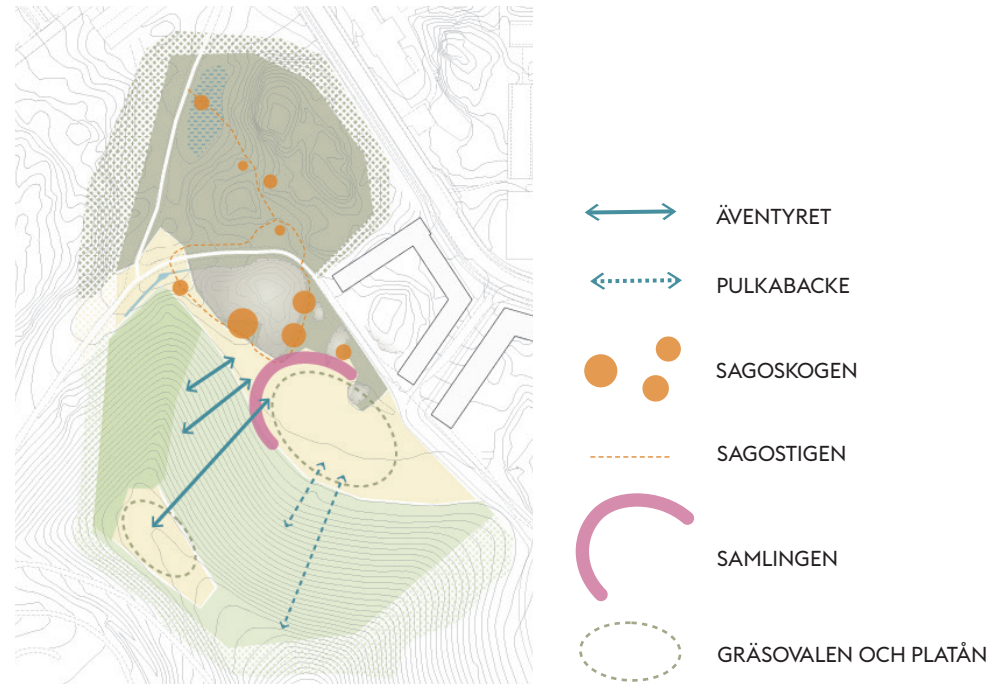 ÄVENTYRET
PULKABACKE
SAGOSKOGEN
SAGOSTIGEN
SAMLINGEN
GRÄSOVALEN OCH PLATÅN